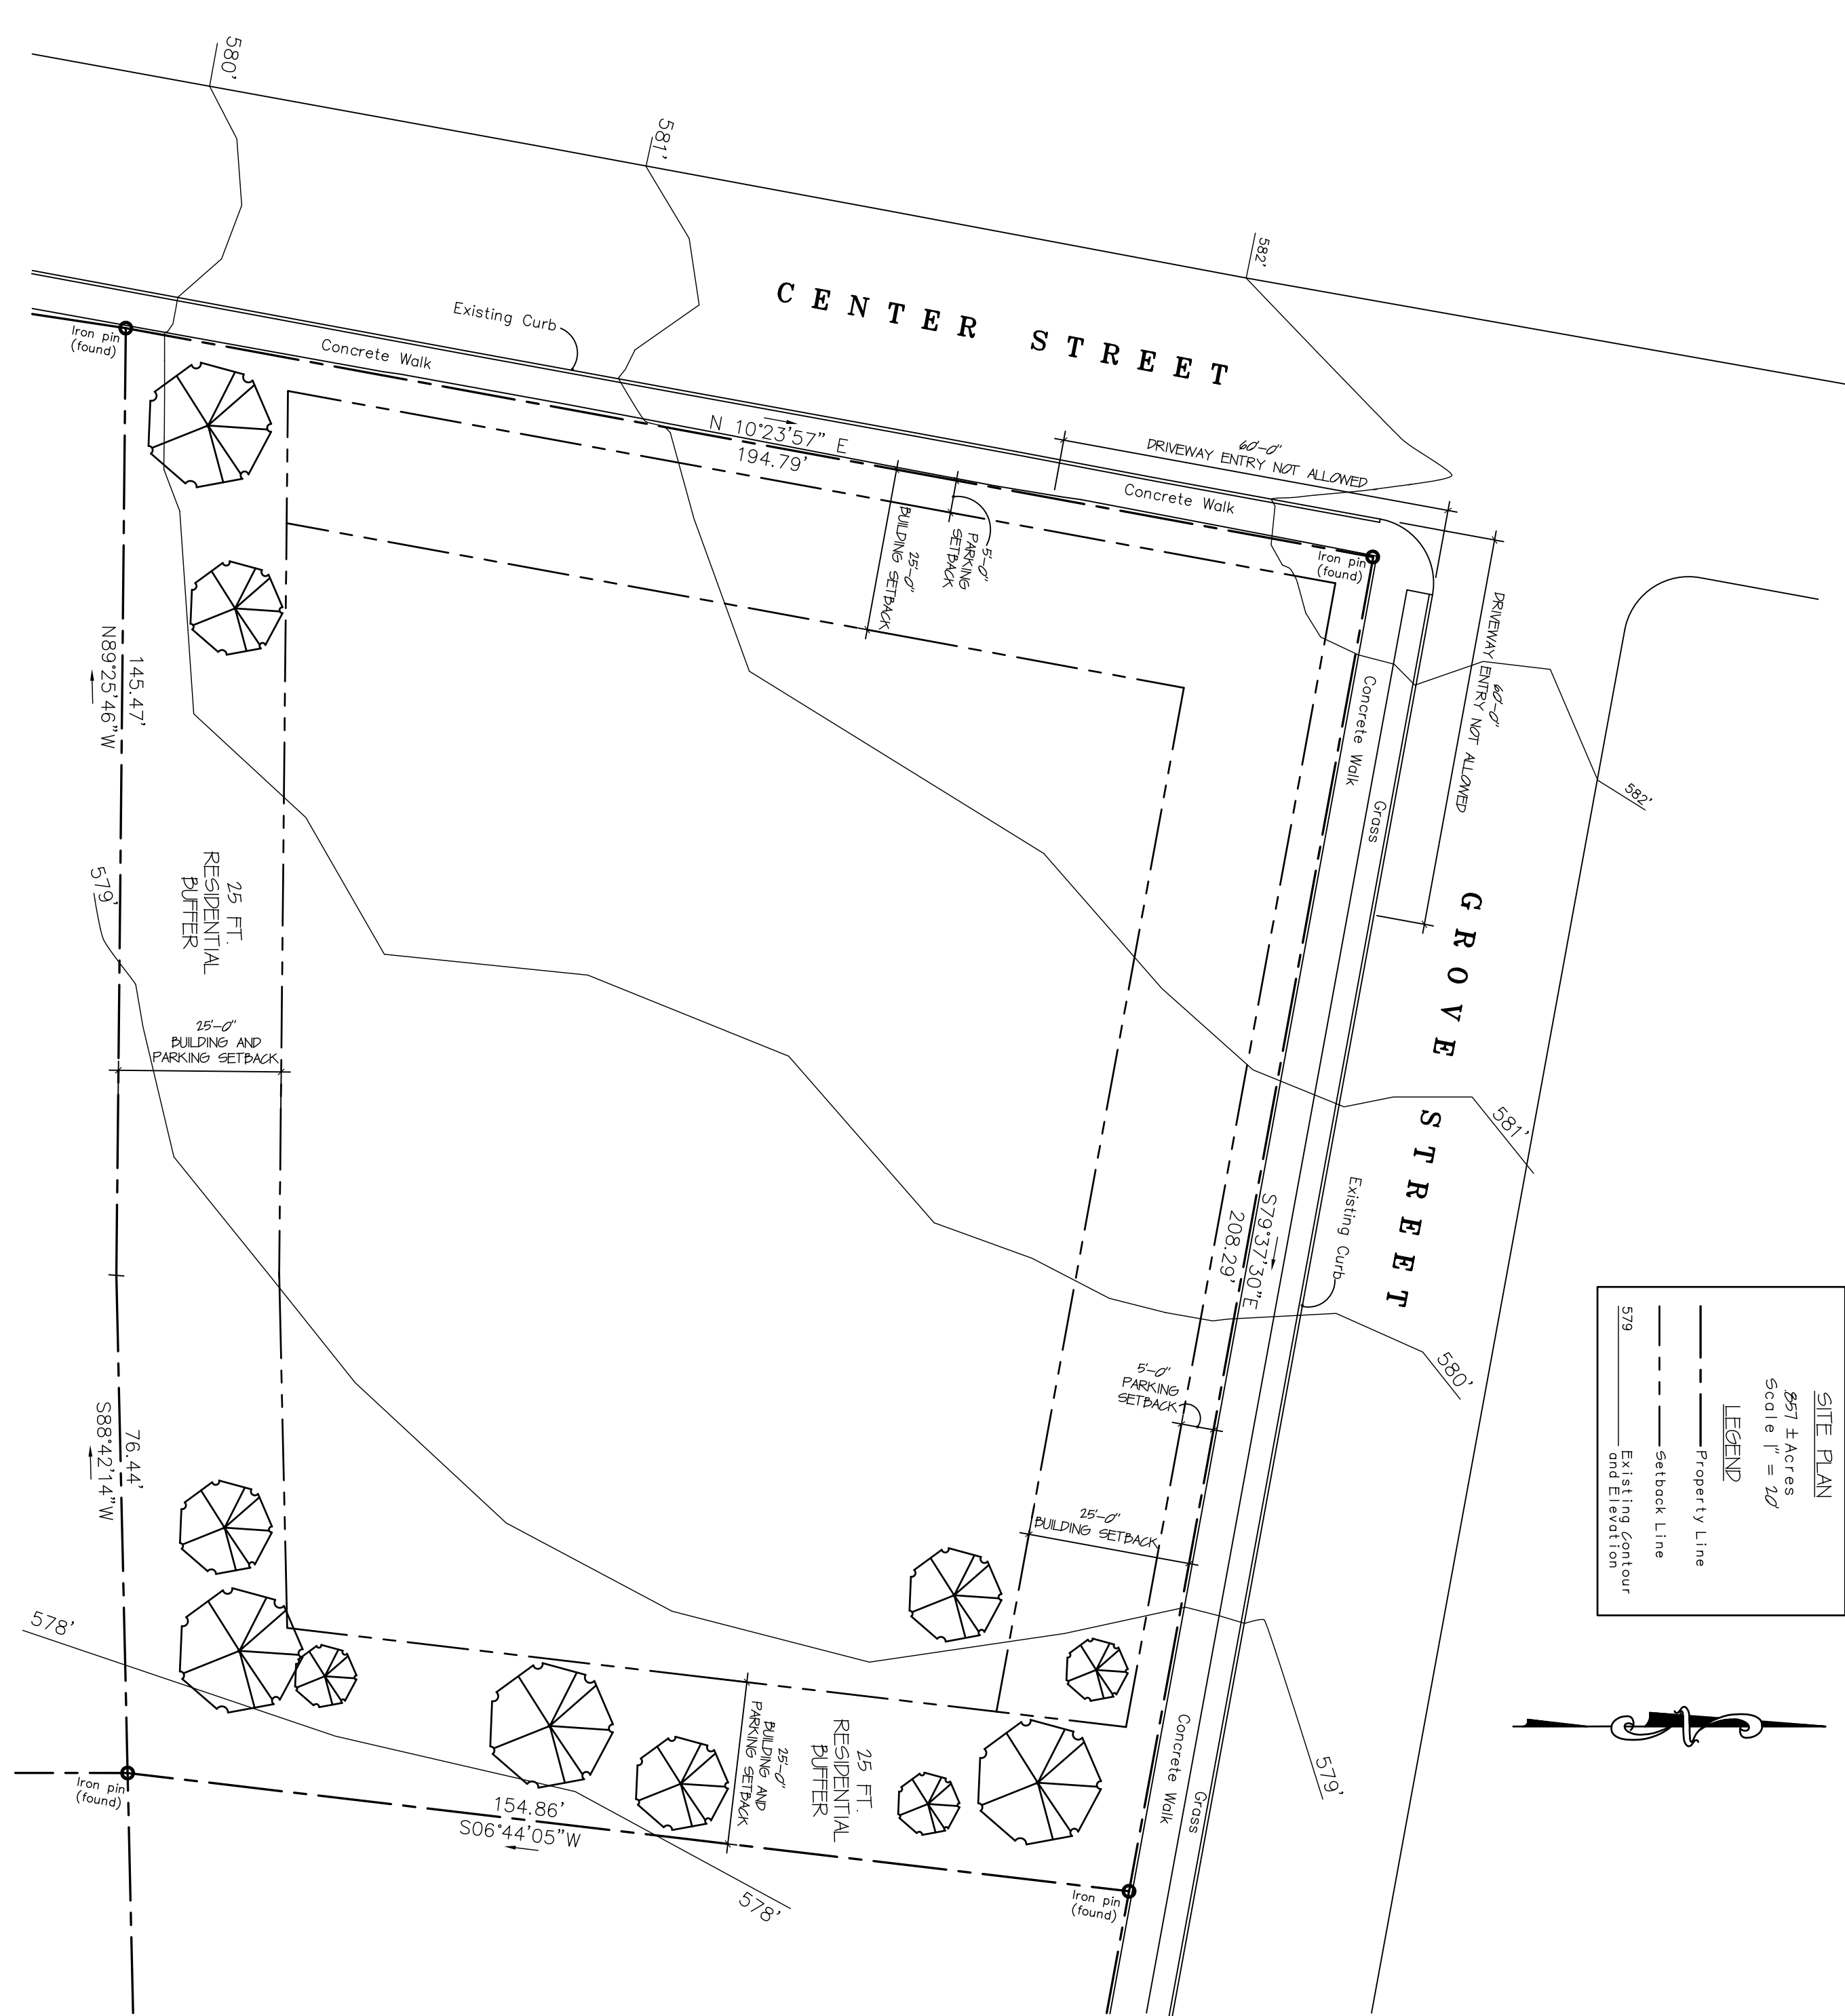 580'
581'
582'
CENTER STREET
Existing Curb
Concrete Walk
Iron pin
(found)
N 10°23'57" E
194.79'
60'-0"
DRIVEWAY ENTRY NOT ALLOWED
Concrete Walk
Iron pin
(found)
25'-0"
BUILDING SETBACK
5'-0"
PARKING
SETBACK
60'-0"
DRIVEWAY ENTRY NOT ALLOWED
Concrete Walk
Grass
582'
GROVE STREET
145.47'
N89°25'46"W
579'
25 FT.
RESIDENTIAL
BUFFER
25'-0"
BUILDING AND
PARKING SETBACK
581'
Existing Curb
S79°37'30"E
208.29'
580'
5'-0"
PARKING
SETBACK
25'-0"
BUILDING SETBACK
76.44'
S88°42'14"W
578'
Iron pin
(found)
154.86'
S06°44'05"W
25'-0"
BUILDING AND
PARKING SETBACK
25 FT.
RESIDENTIAL
BUFFER
578'
Concrete Walk
Grass
579'
Iron pin
(found)
SITE PLAN
.857 ± Acres
Scale 1" = 20'
LEGEND
Property Line
Setback Line
579
Existing Contour
and Elevation